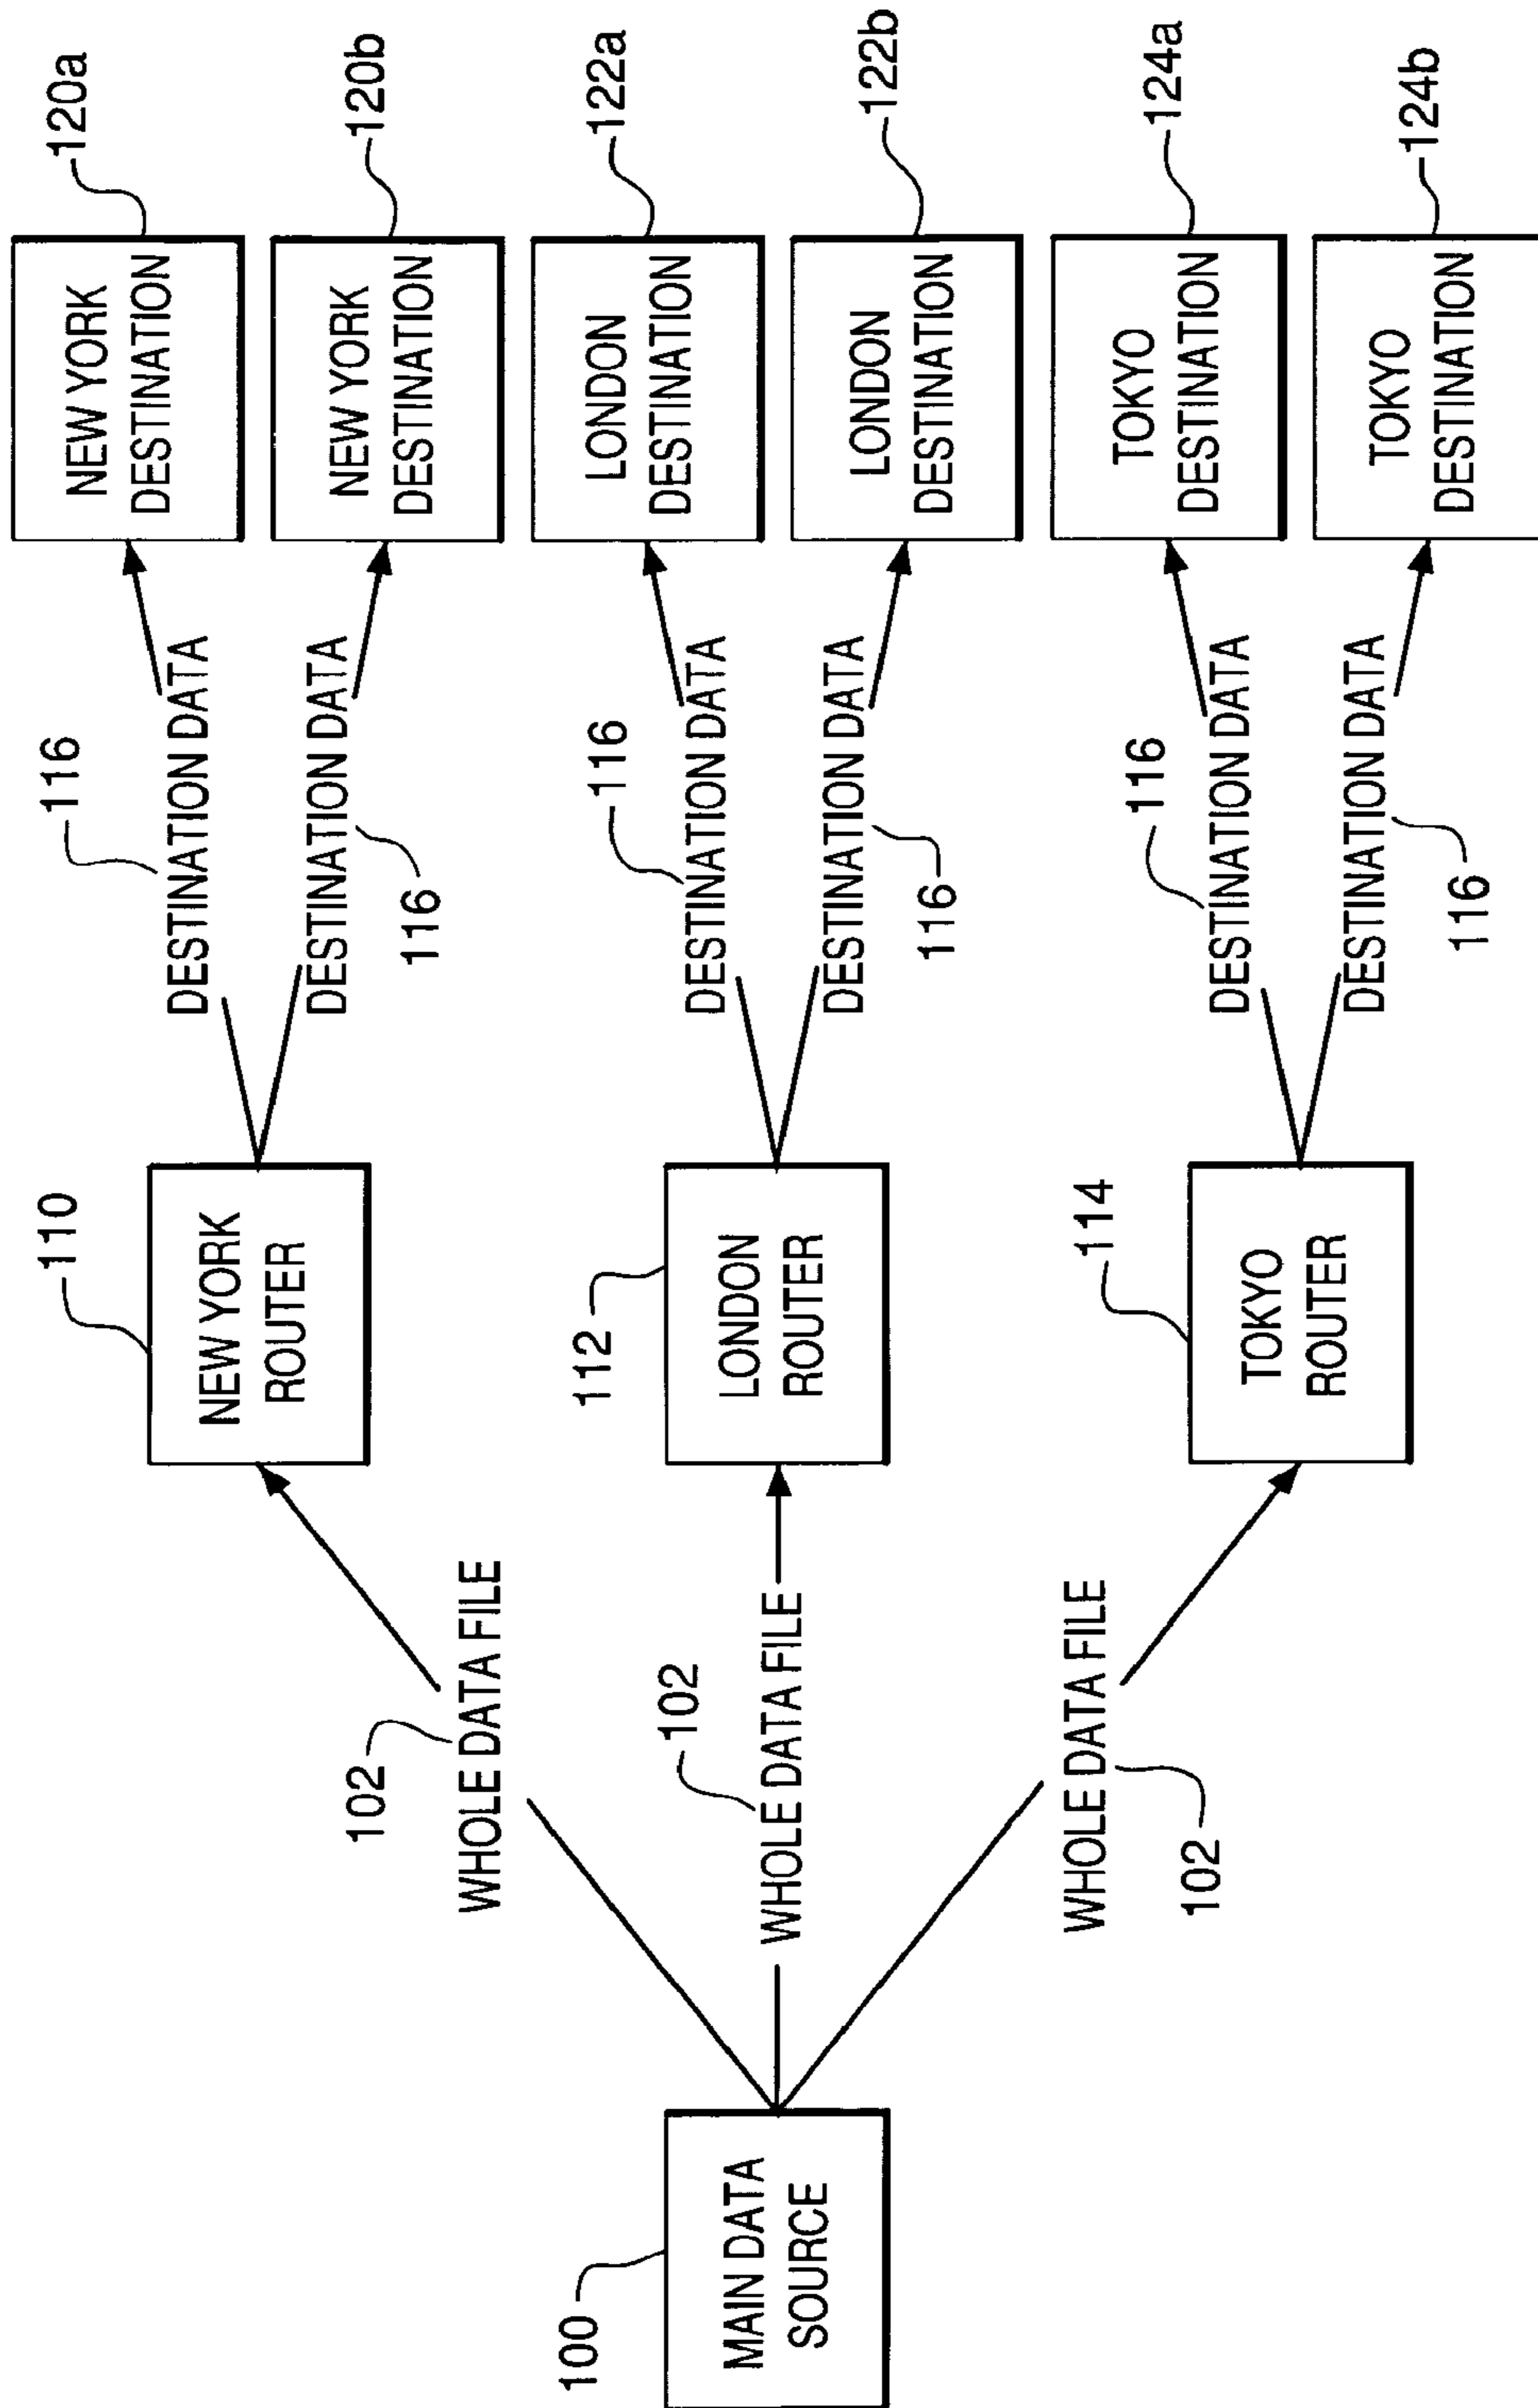 100
MAIN DATA
SOURCE
102
WHOLE DATA FILE
102
WHOLE DATA FILE
WHOLE DATA FILE
102
110
NEW YORK
ROUTER
112
LONDON
ROUTER
114
TOKYO
ROUTER
116
DESTINATION DATA
DESTINATION DATA
116
116
DESTINATION DATA
DESTINATION DATA
116
116
DESTINATION DATA
DESTINATION DATA
116
120a
NEW YORK
DESTINATION
120b
NEW YORK
DESTINATION
122a
LONDON
DESTINATION
122b
LONDON
DESTINATION
124a
TOKYO
DESTINATION
124b
TOKYO
DESTINATION